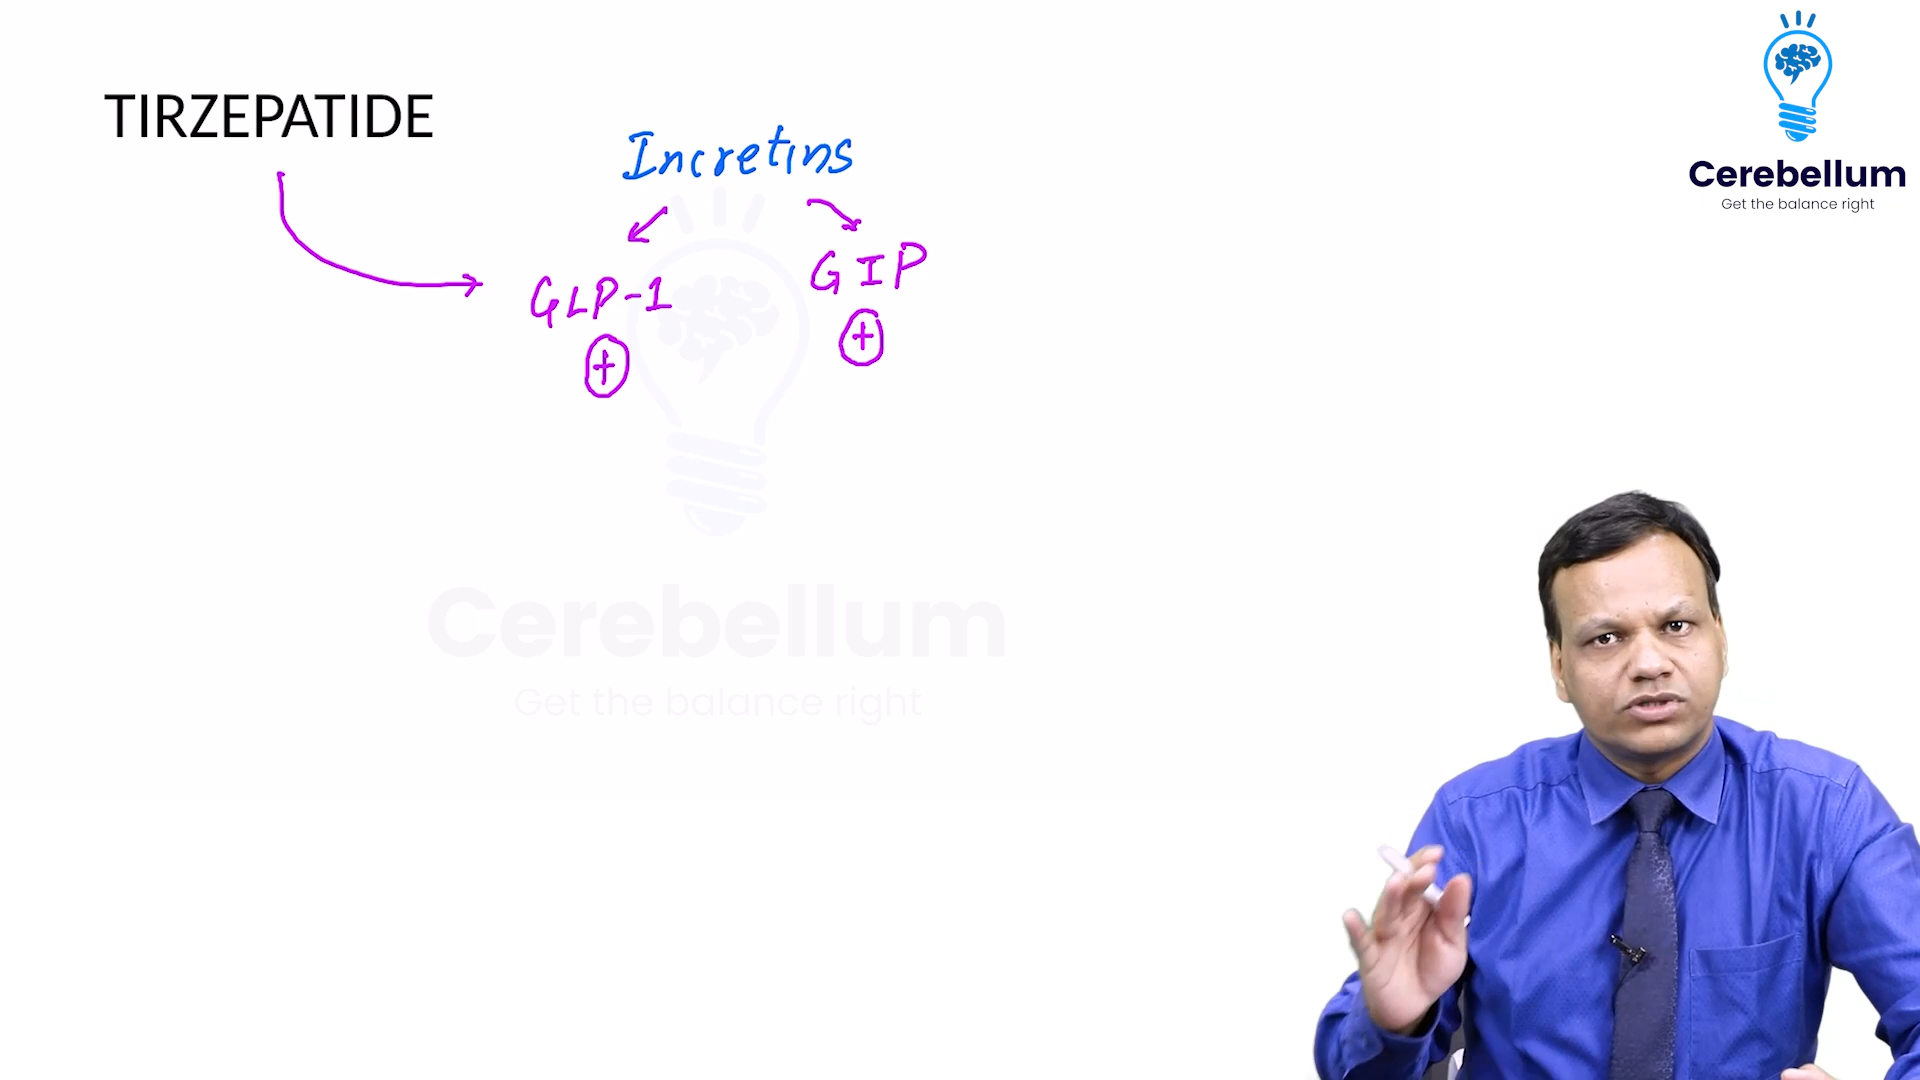 TIRZEPATIDE
Incretins
GLP-1
GIP
+
+
Cerebellum
Get the balance right
Cerebellum
Get the balance right